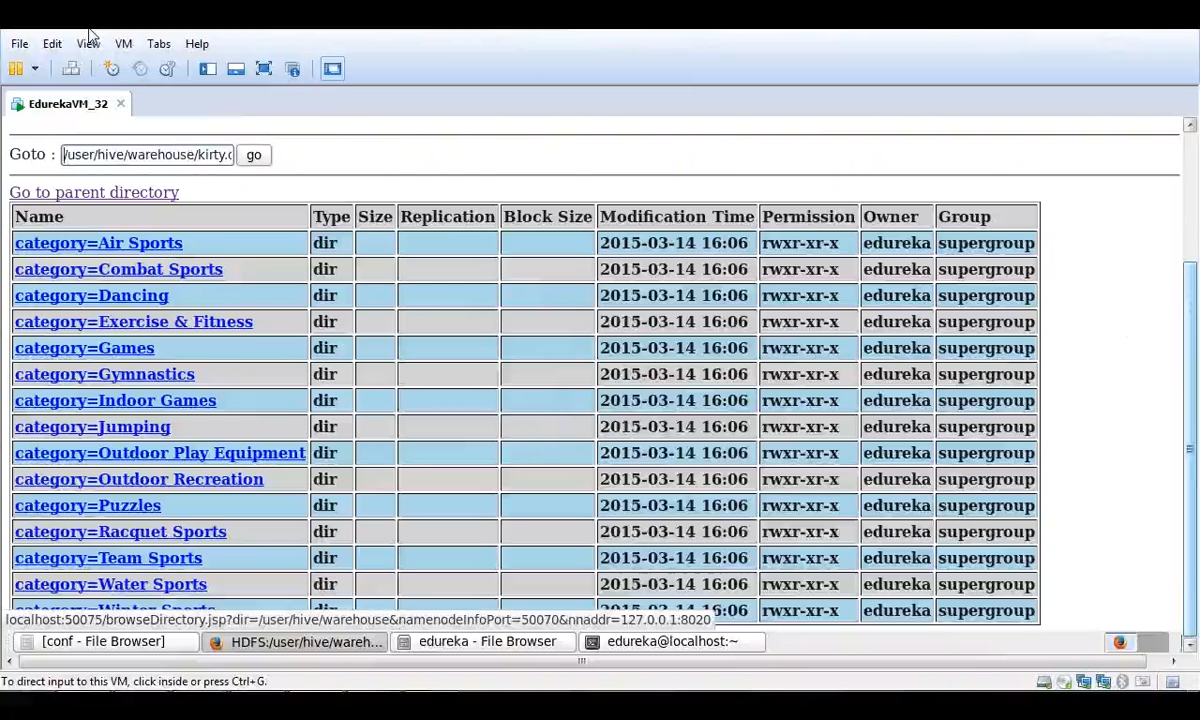 File Edit View VM Tabs Help
EdurekaVM_32
Goto : /user/hive/warehouse/kirty.d go
Go to parent directory
Name Type Size Replication Block Size Modification Time Permission Owner Group
category=Air Sports dir 2015-03-14 16:06 rwxr-xr-x edureka supergroup
category=Combat Sports dir 2015-03-14 16:06 rwxr-xr-x edureka supergroup
category=Dancing dir 2015-03-14 16:06 rwxr-xr-x edureka supergroup
category=Exercise & Fitness dir 2015-03-14 16:06 rwxr-xr-x edureka supergroup
category=Games dir 2015-03-14 16:06 rwxr-xr-x edureka supergroup
category=Gymnastics dir 2015-03-14 16:06 rwxr-xr-x edureka supergroup
category=Indoor Games dir 2015-03-14 16:06 rwxr-xr-x edureka supergroup
category=Jumping dir 2015-03-14 16:06 rwxr-xr-x edureka supergroup
category=Outdoor Play Equipment dir 2015-03-14 16:06 rwxr-xr-x edureka supergroup
category=Outdoor Recreation dir 2015-03-14 16:06 rwxr-xr-x edureka supergroup
category=Puzzles dir 2015-03-14 16:06 rwxr-xr-x edureka supergroup
category=Racquet Sports dir 2015-03-14 16:06 rwxr-xr-x edureka supergroup
category=Team Sports dir 2015-03-14 16:06 rwxr-xr-x edureka supergroup
category=Water Sports dir 2015-03-14 16:06 rwxr-xr-x edureka supergroup
category=Winter Sports 16:06 rwxr-xr-x edureka supergroup
localhost:50075/browseDirectory.jsp?dir=/user/hive/warehouse&namenodeInfoPort=50070&nnaddr=127.0.0.1:8020
[conf - File Browser] HDFS:/user/hive/wareh... edureka - File Browser edureka@localhost:~
To direct input to this VM, click inside or press Ctrl+G.